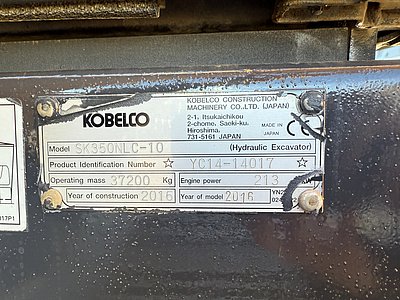 KOBELCO
KOBELCO CONSTRUCTION
MACHINERY CO.,LTD. (JAPAN)
2-1, Itsukaichikou
2-chome, Saeki-ku,
Hiroshima,
731-5161 JAPAN
MADE IN
JAPAN
CE
Model SK350NLC-10 (Hydraulic Excavator)
Product Identification Number ☆ YC14-14017 ☆
Operating mass 37200 Kg Engine power 213
Year of construction 2016 Year of model 2016
YN20